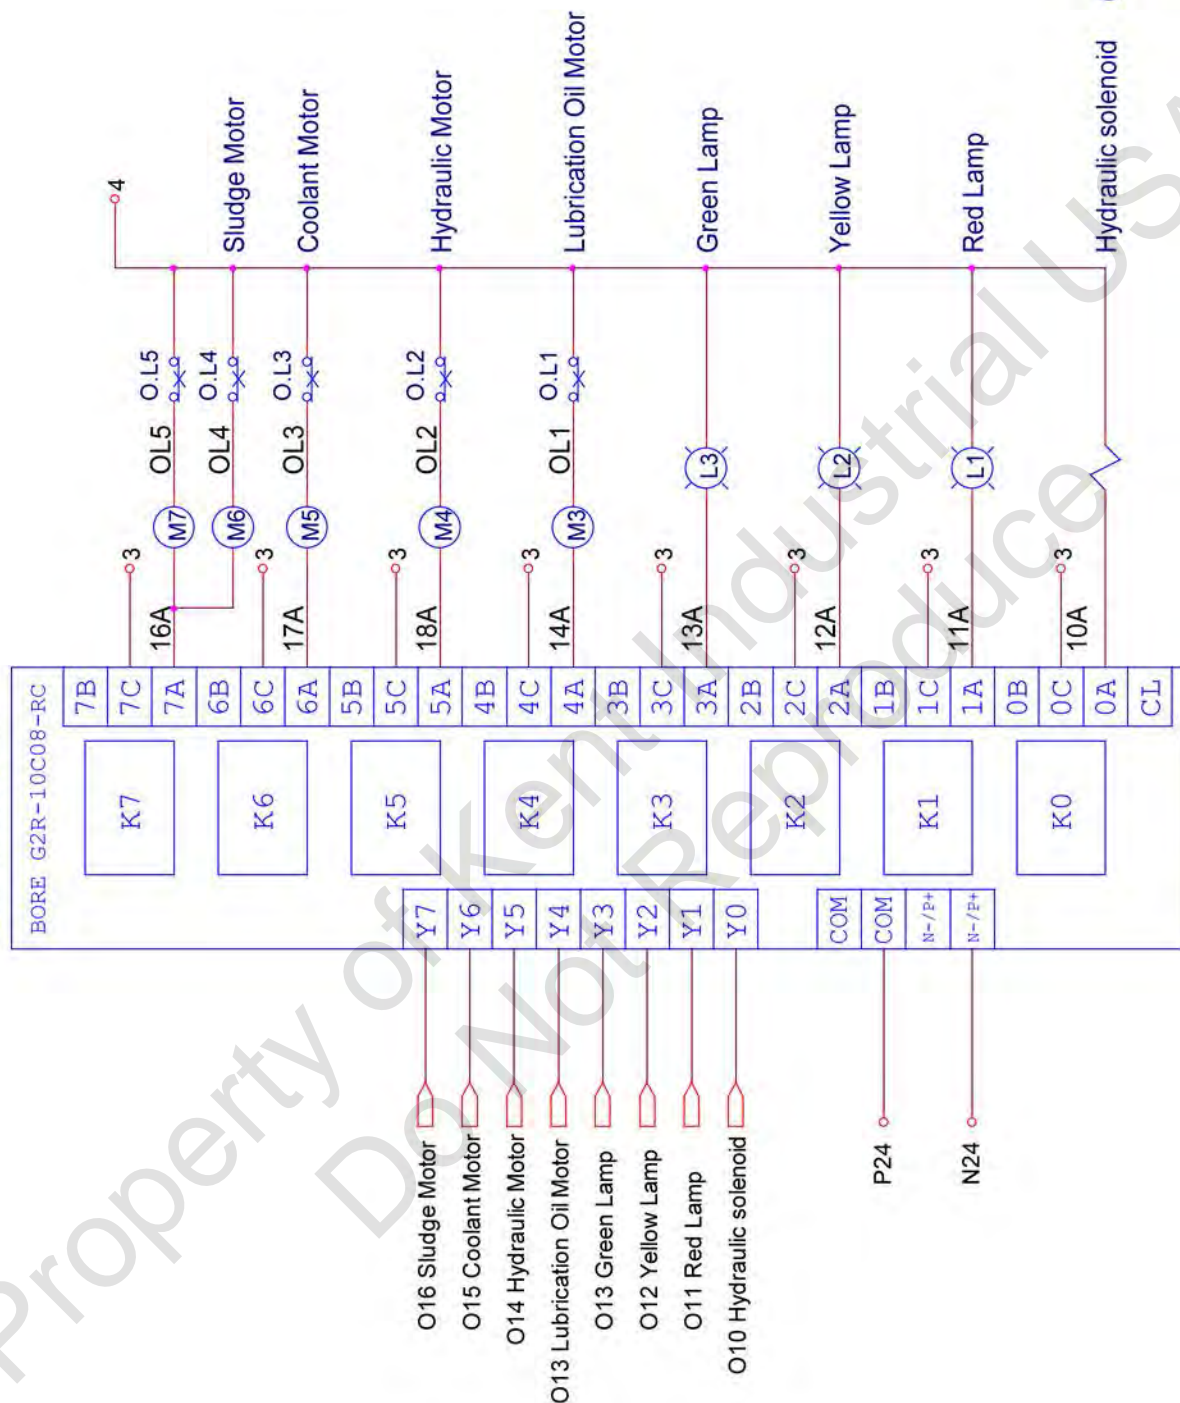 BORE G2R-10C08-RC
7B
7C
7A
6B
6C
6A
5B
5C
5A
4B
4C
4A
3B
3C
3A
2B
2C
2A
1B
1C
1A
0B
0C
0A
CL
K7
K6
K5
K4
K3
K2
K1
K0
Y7
Y6
Y5
Y4
Y3
Y2
Y1
Y0
COM
COM
N-/P+
N-/P+
O16 Sludge Motor
O15 Coolant Motor
O14 Hydraulic Motor
O13 Lubrication Oil Motor
O13 Green Lamp
O12 Yellow Lamp
O11 Red Lamp
O10 Hydraulic solenoid
P24
N24
4
3
16A
M7
OL5
O.L5
M6
OL4
O.L4
Sludge Motor
3
17A
M5
OL3
O.L3
Coolant Motor
3
18A
M4
OL2
O.L2
Hydraulic Motor
3
14A
M3
OL1
O.L1
Lubrication Oil Motor
3
13A
L3
Green Lamp
3
12A
L2
Yellow Lamp
3
11A
L1
Red Lamp
3
10A
Hydraulic solenoid
Property of Kent Industrial USA
Do Not Reproduce